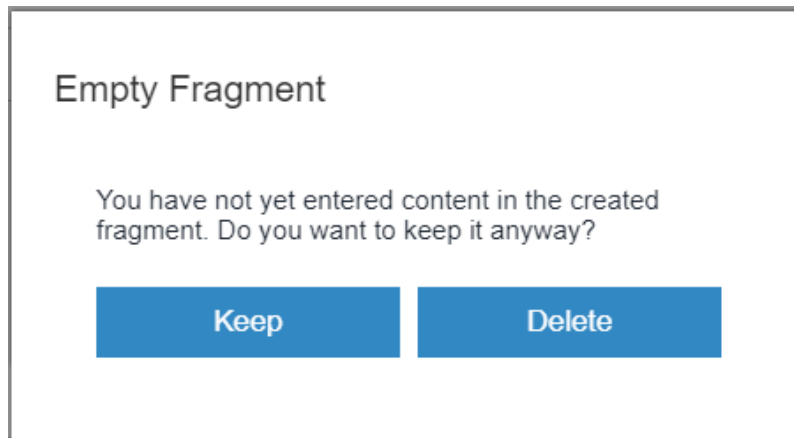 Empty Fragment
You have not yet entered content in the created
fragment. Do you want to keep it anyway?
Keep
Delete